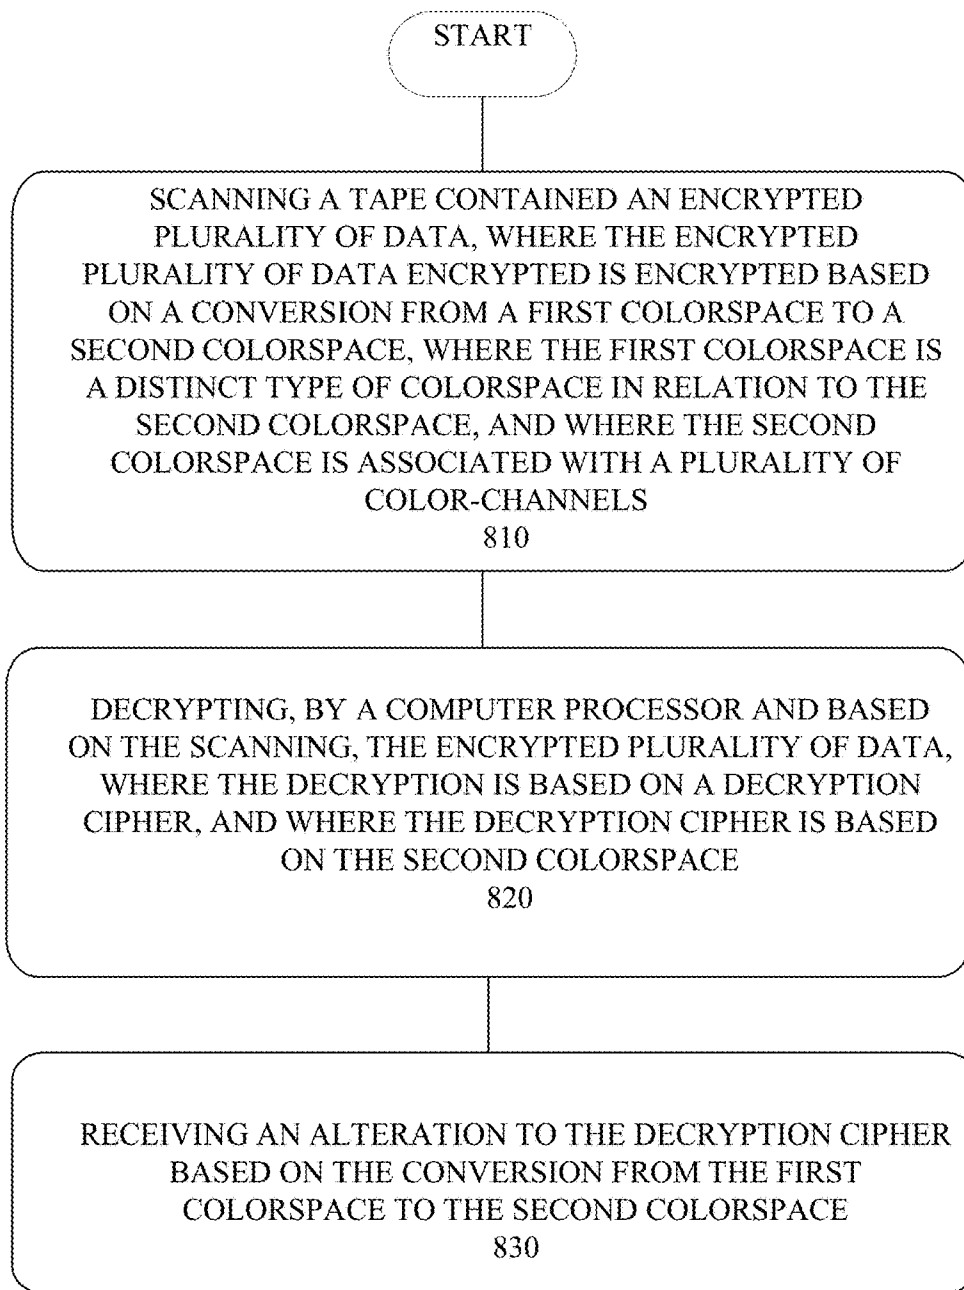 START
SCANNING A TAPE CONTAINED AN ENCRYPTED
PLURALITY OF DATA, WHERE THE ENCRYPTED
PLURALITY OF DATA ENCRYPTED IS ENCRYPTED BASED
ON A CONVERSION FROM A FIRST COLORSPACE TO A
SECOND COLORSPACE, WHERE THE FIRST COLORSPACE IS
A DISTINCT TYPE OF COLORSPACE IN RELATION TO THE
SECOND COLORSPACE, AND WHERE THE SECOND
COLORSPACE IS ASSOCIATED WITH A PLURALITY OF
COLOR-CHANNELS
810
DECRYPTING, BY A COMPUTER PROCESSOR AND BASED
ON THE SCANNING, THE ENCRYPTED PLURALITY OF DATA,
WHERE THE DECRYPTION IS BASED ON A DECRYPTION
CIPHER, AND WHERE THE DECRYPTION CIPHER IS BASED
ON THE SECOND COLORSPACE
820
RECEIVING AN ALTERATION TO THE DECRYPTION CIPHER
BASED ON THE CONVERSION FROM THE FIRST
COLORSPACE TO THE SECOND COLORSPACE
830